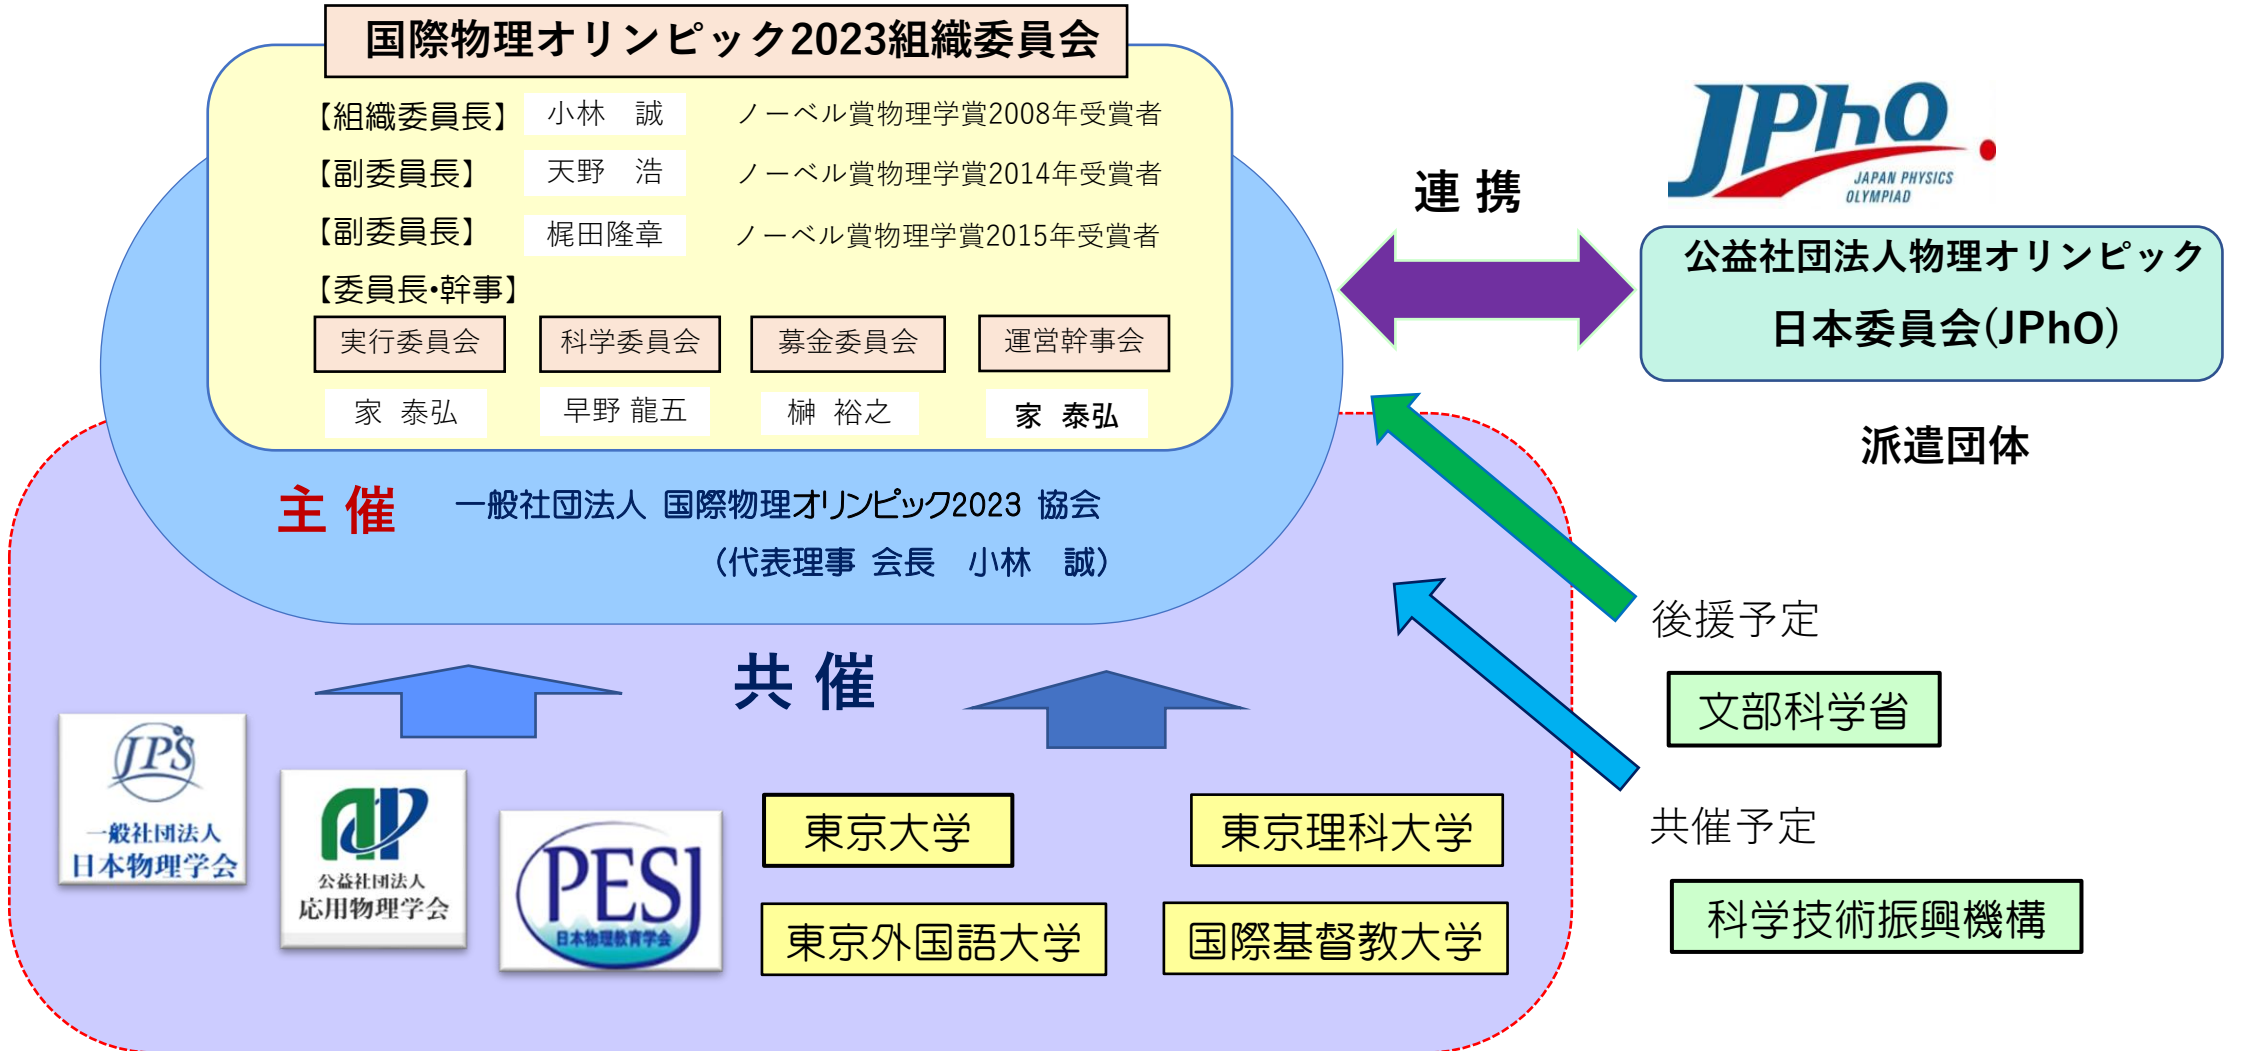 国際物理オリンピック2023組織委員会
【組織委員長】 小林　誠 ノーベル賞物理学賞2008年受賞者
【副委員長】 天野　浩 ノーベル賞物理学賞2014年受賞者
【副委員長】 梶田隆章 ノーベル賞物理学賞2015年受賞者
【委員長・幹事】
実行委員会 科学委員会 募金委員会 運営幹事会
家 泰弘 早野 龍五 榊 裕之 家 泰弘
主 催 一般社団法人 国際物理オリンピック2023 協会
（代表理事 会長　小林　誠）
連 携
JPhO
JAPAN PHYSICS
OLYMPIAD
公益社団法人物理オリンピック
日本委員会(JPhO)
派遣団体
後援予定
文部科学省
共催予定
科学技術振興機構
共 催
JPS
一般社団法人
日本物理学会
公益社団法人
応用物理学会
PESJ
日本物理教育学会
東京大学 東京理科大学
東京外国語大学 国際基督教大学